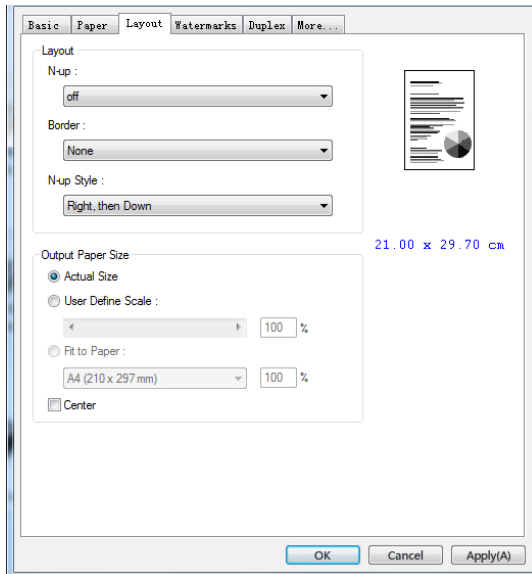 Basic Paper Layout Watermarks Duplex More...
Layout
N-up :
off
Border :
None
N-up Style :
Right, then Down
21.00 x 29.70 cm
Output Paper Size
Actual Size
User Define Scale :
100 %
Fit to Paper :
A4 (210 x 297 mm) 100 %
Center
OK Cancel Apply(A)